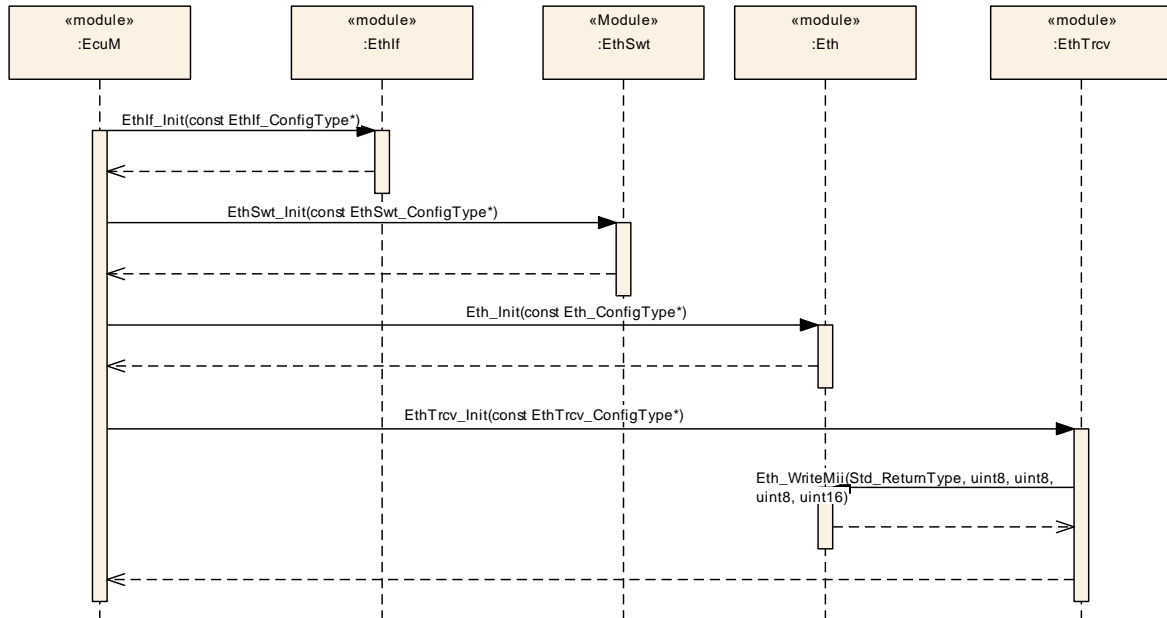 «module»
:EcuM
«module»
:EthIf
«Module»
:EthSwt
«module»
:Eth
«module»
:EthTrcv
EthIf_Init(const EthIf_ConfigType*)
EthSwt_Init(const EthSwt_ConfigType*)
Eth_Init(const Eth_ConfigType*)
EthTrcv_Init(const EthTrcv_ConfigType*)
Eth_WriteMii(Std_ReturnType, uint8, uint8,
uint8, uint16)